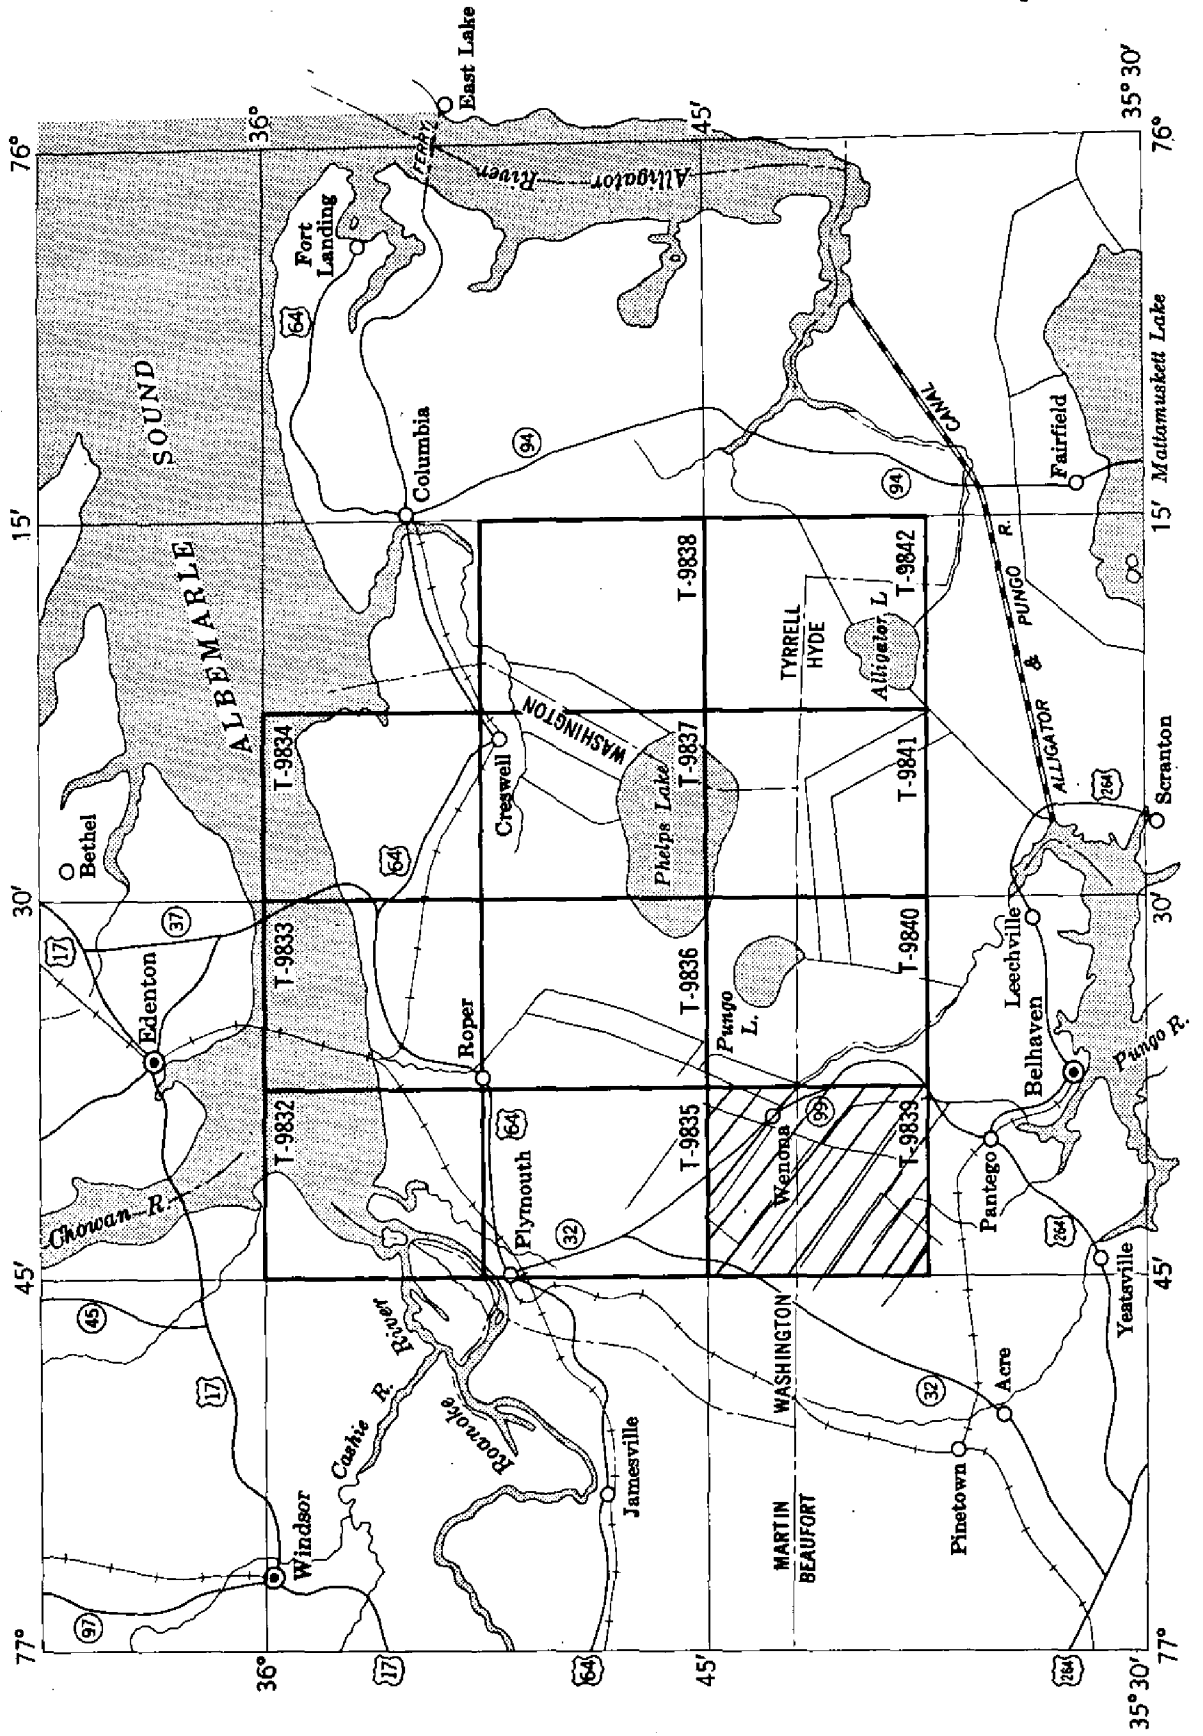 77°
45'
30'
15'
76°
97
17
45
Chowan R.
Edenton
17
37
Bethel
ALBEMARLE
SOUND
36°
36°
Windsor
17
Cashie R.
Roanoke
River
T-9832
T-9833
T-9834
64
Columbia
64
Fort
Landing
FERRY
East Lake
64
Jamesville
Plymouth
64
Roper
Creswell
WASHINGTON
94
Alligator River
32
T-9835
T-9836
Phelps Lake
T-9837
T-9838
45'
45'
Pungo
L.
Wenona
99
MARTIN
BEAUFORT
WASHINGTON
TYRRELL
HYDE
Alligator L
T-9839
T-9840
T-9841
T-9842
94
CANAL
32
Pinetown
Acre
Pantego
Belhaven
Leechville
ALLIGATOR & PUNGO R.
Fairfield
264
Yeatsville
264
Pungo R.
264
Scranton
Mattamuskett Lake
35° 30'
77°
45'
30'
15'
76°
35° 30'